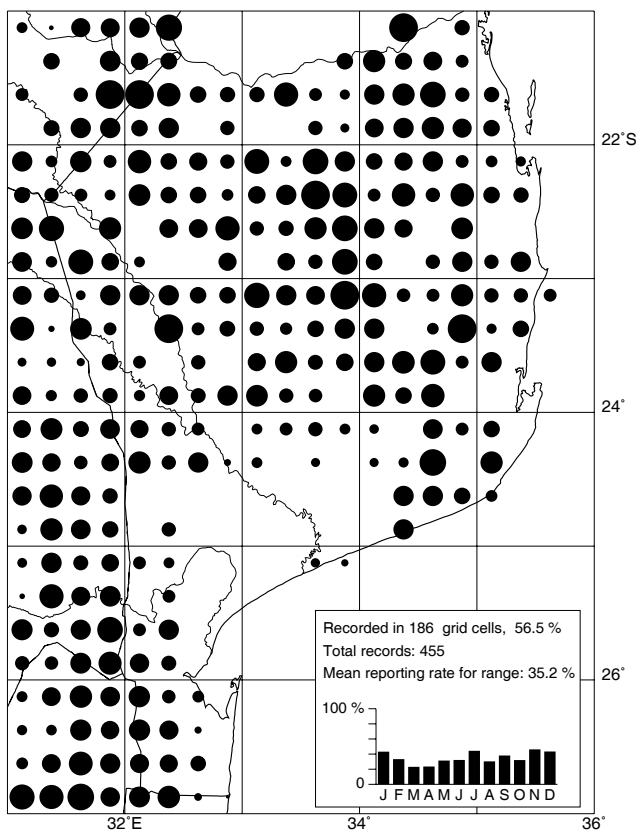 22˚S
24˚
Recorded in 186 grid cells, 56.5 %
Total records: 455
Mean reporting rate for range: 35.2 %
26˚
100 %
0
J F M A M J J A S O N D
32˚E 34˚ 36˚